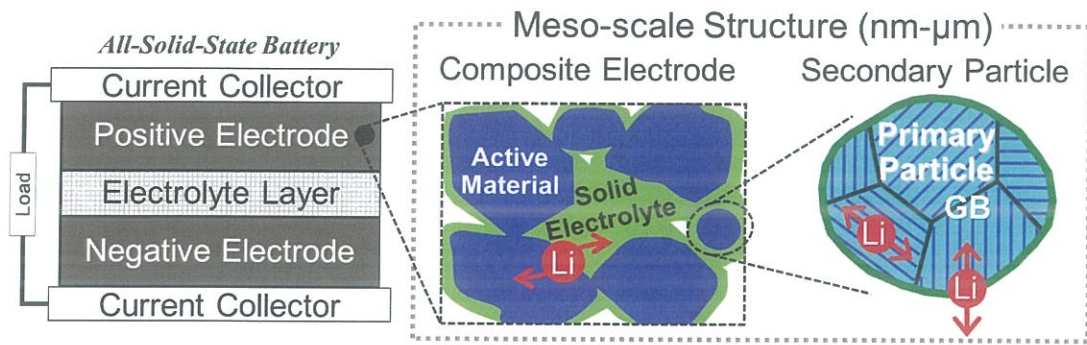 All-Solid-State Battery
Current Collector
Positive Electrode
Electrolyte Layer
Negative Electrode
Current Collector
Load
Meso-scale Structure (nm-μm)
Composite Electrode
Active
Material
Solid
Electrolyte
Li
Secondary Particle
Primary
Particle
GB
Li
Li